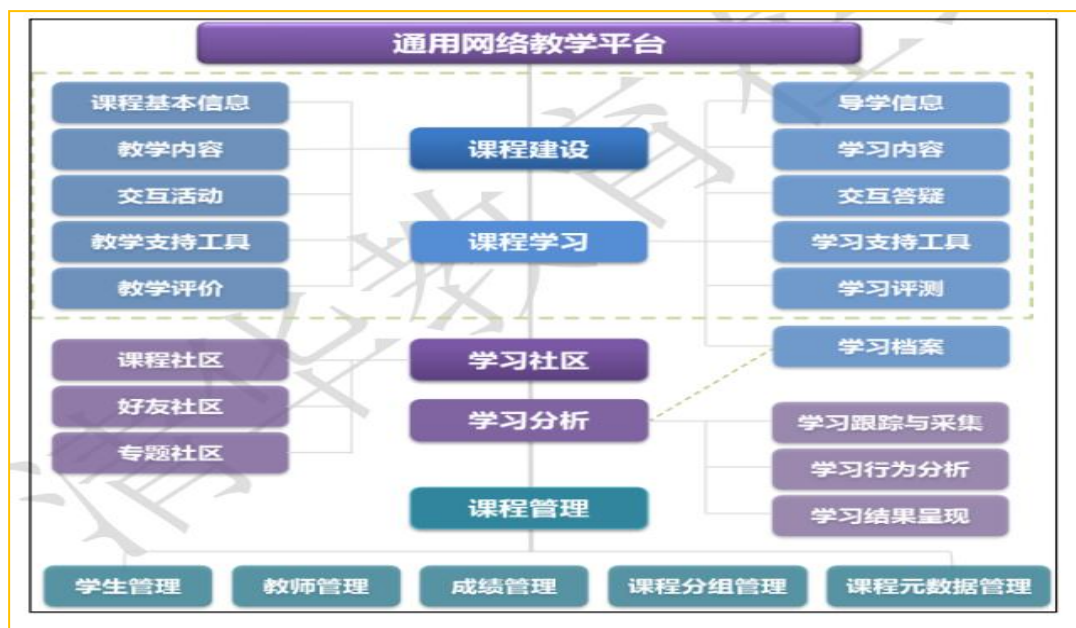 通用网络教学平台
课程基本信息
教学内容
交互活动
教学支持工具
教学评价
课程建设
课程学习
导学信息
学习内容
交互答疑
学习支持工具
学习评测
学习档案
课程社区
好友社区
专题社区
学习社区
学习分析
学习跟踪与采集
学习行为分析
学习结果呈现
课程管理
学生管理
教师管理
成绩管理
课程分组管理
课程元数据管理